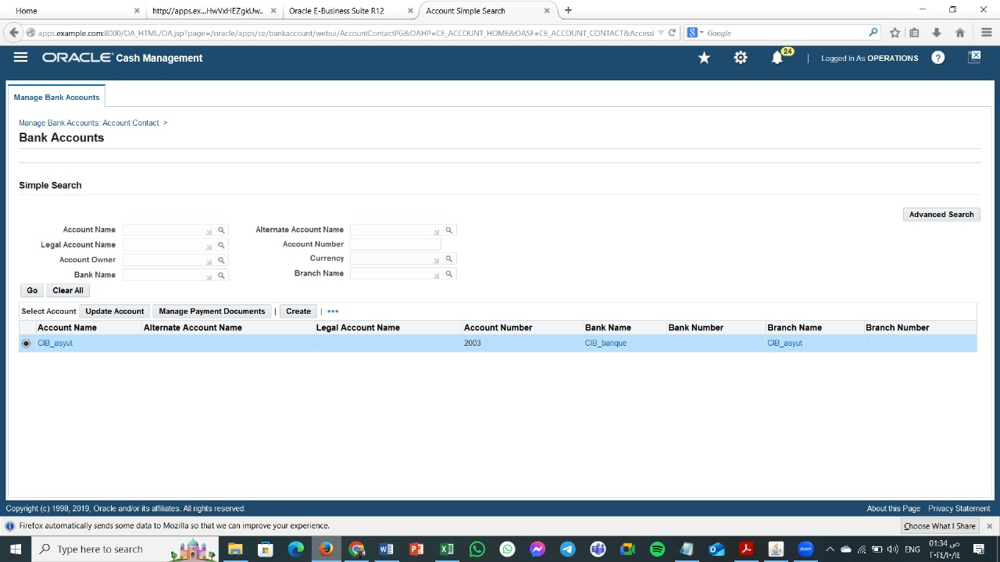 Home
http://apps.ex...HwVxHEZgkUw..
Oracle E-Business Suite R12
Account Simple Search
apps.example.com:8000/OA_HTML/OA.jsp?page=/oracle/apps/ce/bankaccount/webui/AccountContactPG&OAHP=CE_ACCOUNT_HOME&OASF=CE_ACCOUNT_CONTACT&Accessl
Google
ORACLE Cash Management
24
Logged In As OPERATIONS
Manage Bank Accounts
Manage Bank Accounts: Account Contact >
Bank Accounts
Simple Search
Advanced Search
Account Name
Alternate Account Name
Legal Account Name
Account Number
Account Owner
Currency
Bank Name
Branch Name
Go
Clear All
Select Account Update Account Manage Payment Documents | Create | •••
Account Name Alternate Account Name Legal Account Name Account Number Bank Name Bank Number Branch Name Branch Number
CIB_asyut 2003 CIB_banque CIB_asyut
Copyright (c) 1998, 2019, Oracle and/or its affiliates. All rights reserved.
About this Page Privacy Statement
Firefox automatically sends some data to Mozilla so that we can improve your experience.
Choose What I Share
Type here to search
zoom
ENG
01:34 ص